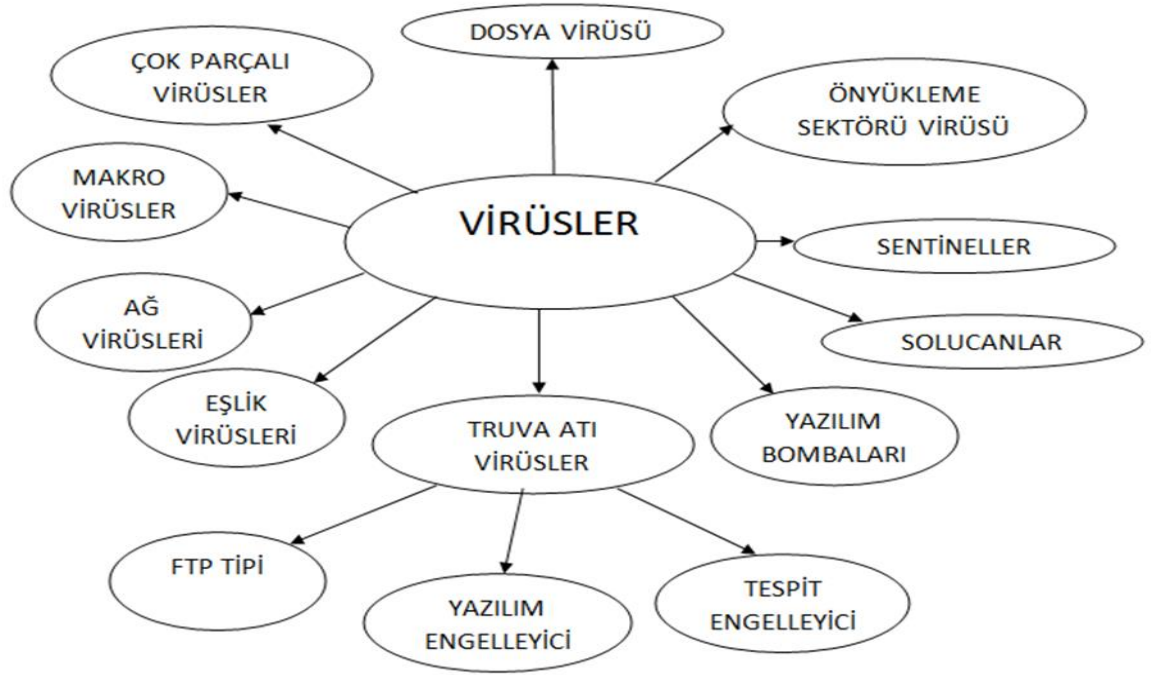 DOSYA VİRÜSÜ
ÇOK PARÇALI
VİRÜSLER
ÖNYÜKLEME
SEKTÖRÜ VİRÜSÜ
MAKRO
VİRÜSLER
VİRÜSLER
SENTİNELLER
AĞ
VİRÜSLERİ
SOLUCANLAR
EŞLİK
VİRÜSLERİ
TRUVA ATI
VİRÜSLER
YAZILIM
BOMBALARI
FTP TİPİ
YAZILIM
ENGELLEYİCİ
TESPİT
ENGELLEYİCİ